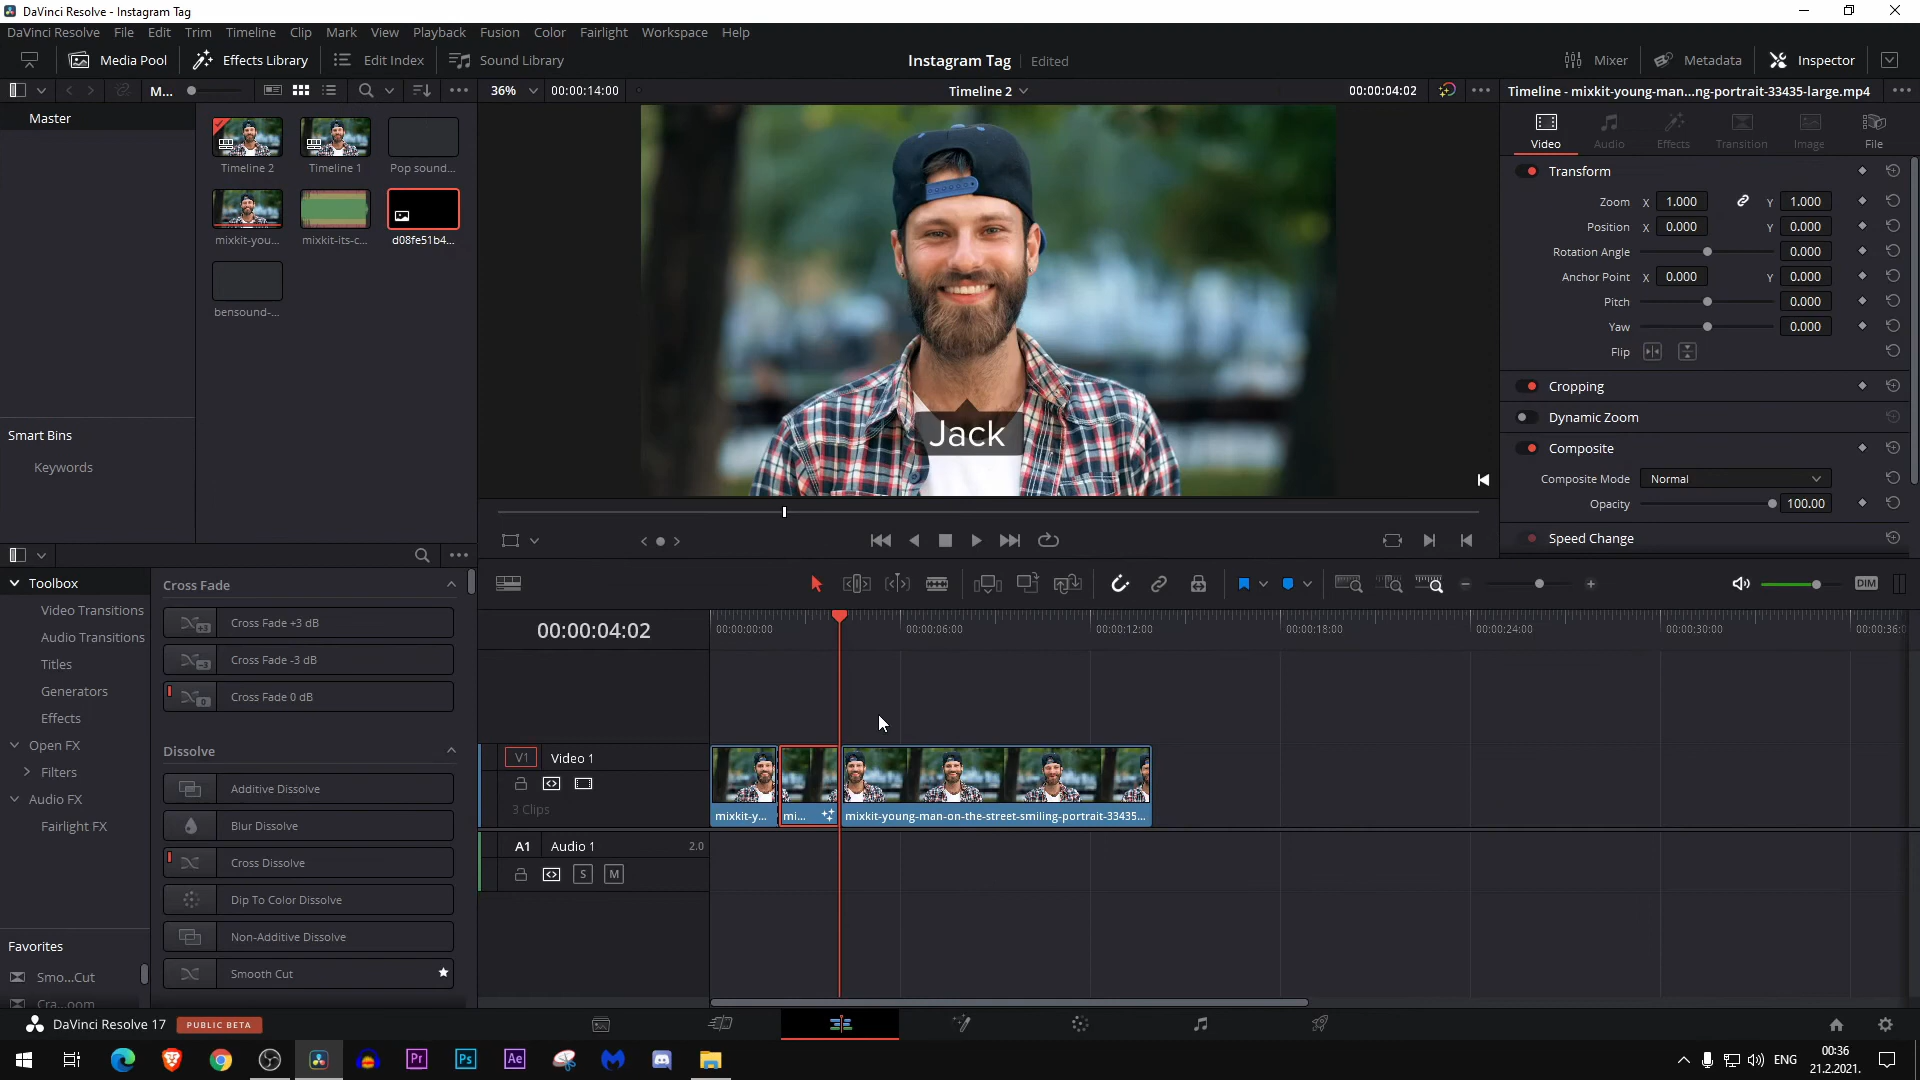 DaVinci Resolve - Instagram Tag
DaVinci Resolve File Edit Trim Timeline Clip Mark View Playback Fusion Color Fairlight Workspace Help
Media Pool Effects Library Edit Index Sound Library Instagram Tag Edited Mixer Metadata Inspector
M... 36% 00:00:14:00 Timeline 2 00:00:04:02 Timeline - mixkit-young-man...ng-portrait-33435-large.mp4
Master
Timeline 2 Timeline 1 Pop sound...
mixkit-you... mixkit-its-c... d08fe51b4...
bensound-...
Smart Bins
Keywords
Jack
Video Audio Effects Transition Image File
Transform
Zoom X 1.000 Y 1.000
Position X 0.000 Y 0.000
Rotation Angle 0.000
Anchor Point X 0.000 Y 0.000
Pitch 0.000
Yaw 0.000
Flip
Cropping
Dynamic Zoom
Composite
Composite Mode Normal
Opacity 100.00
Speed Change
Toolbox
Video Transitions
Audio Transitions
Titles
Generators
Effects
Open FX
Filters
Audio FX
Fairlight FX
Favorites
Smo...Cut
Cra...oom
Cross Fade
Cross Fade +3 dB
Cross Fade -3 dB
Cross Fade 0 dB
Dissolve
Additive Dissolve
Blur Dissolve
Cross Dissolve
Dip To Color Dissolve
Non-Additive Dissolve
Smooth Cut
DIM
00:00:04:02 00:00:00:00 00:00:06:00 00:00:12:00 00:00:18:00 00:00:24:00 00:00:30:00 00:00:36:0
V1 Video 1
3 Clips
mixkit-y... mi... mixkit-young-man-on-the-street-smiling-portrait-33435...
A1 Audio 1 2.0
S M
DaVinci Resolve 17 PUBLIC BETA
Pr Ps Ae ENG 00:36
21.2.2021.